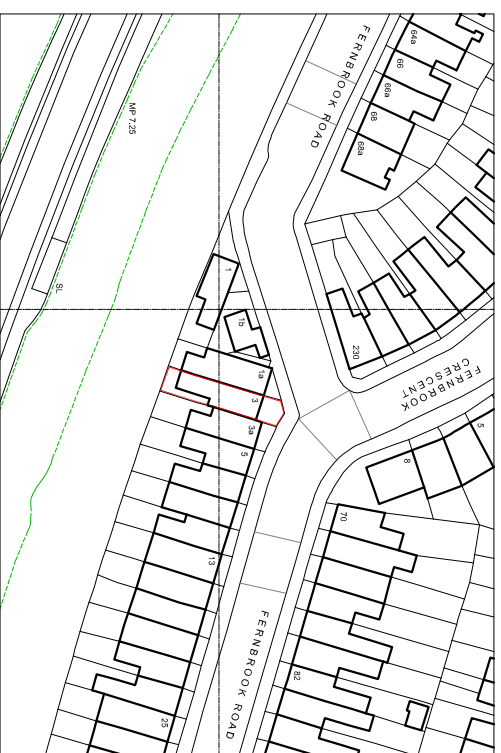 FERNBROOK ROAD
64a
66
66a
68
68a
MP 7.25
SL
1
1b
230
FERNBROOK
CRESCENT
1a
3
3a
5
5
8
70
13
FERNBROOK ROAD
82
25